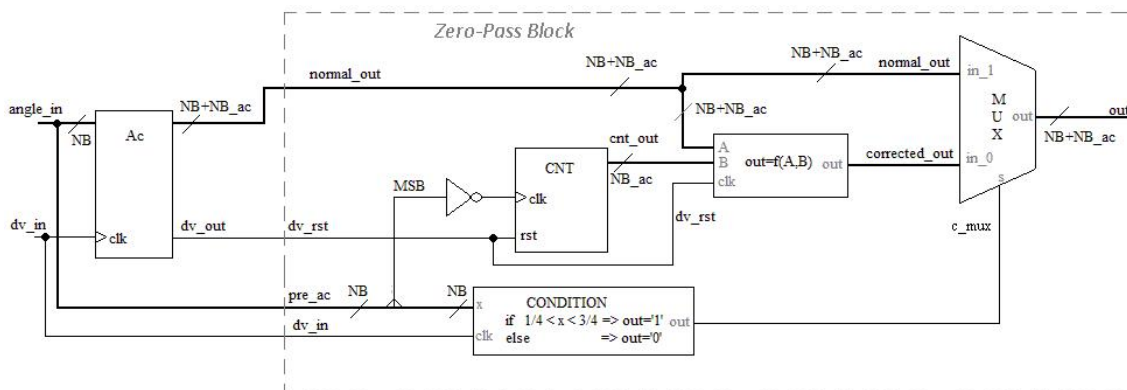 Zero-Pass Block
normal_out
NB+NB_ac
NB+NB_ac
normal_out
angle_in
NB
Ac
NB+NB_ac
NB+NB_ac
in_1
M
U
X
out
out
NB+NB_ac
cnt_out
NB_ac
A
B
clk
out=f(A,B)
out
corrected_out
in_0
s
CNT
clk
rst
MSB
dv_in
clk
dv_out
dv_rst
dv_rst
c_mux
pre_ac
NB
NB
dv_in
x
clk
CONDITION
if 1/4 < x < 3/4 => out='1'
else => out='0'
out